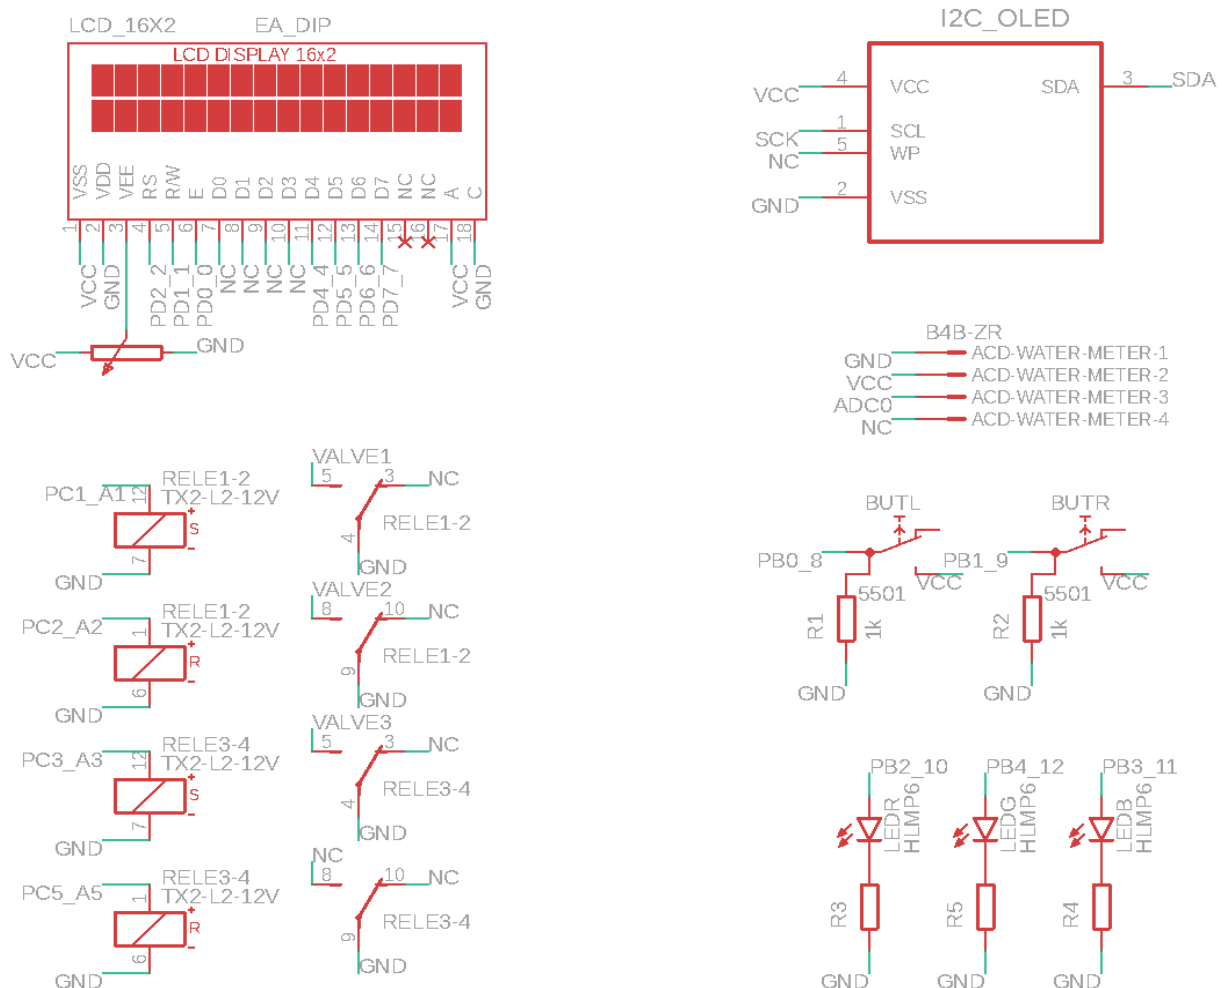 LCD_16X2 EA_DIP
LCD DISPLAY 16x2
VSS VDD VEE RS R/W E D0 D1 D2 D3 D4 D5 D6 D7 NC NC A C
1 2 3 4 5 6 7 8 9 10 11 12 13 14 15 16 17 18
VCC GND PD2_2 PD1_1 PD0_0 NC NC NC NC PD4_4 PD5_5 PD6_6 PD7_7 VCC GND
VCC GND
I2C_OLED
VCC 4 VCC SDA 3 SDA
SCK 1 SCL
NC 5 WP
GND 2 VSS
B4B-ZR
GND ACD-WATER-METER-1
VCC ACD-WATER-METER-2
ADC0 ACD-WATER-METER-3
NC ACD-WATER-METER-4
PC1_A1 12 RELE1-2
TX2-L2-12V
+
S
-
7
GND
VALVE1
5 3 NC
RELE1-2
4
GND
PC2_A2 1 RELE1-2
TX2-L2-12V
+
R
-
6
GND
VALVE2
8 10 NC
RELE1-2
9
GND
PC3_A3 12 RELE3-4
TX2-L2-12V
+
S
-
7
GND
VALVE3
5 3 NC
RELE3-4
4
GND
PC5_A5 1 RELE3-4
TX2-L2-12V
+
R
-
6
GND
NC
8 10 NC
RELE3-4
9
GND
BUTL
PB0_8
VCC
5501
R1 1k
GND
BUTR
PB1_9
VCC
5501
R2 1k
GND
PB2_10
LEDR
HLMP6
R3
GND
PB4_12
LEDG
HLMP6
R5
GND
PB3_11
LEDB
HLMP6
R4
GND